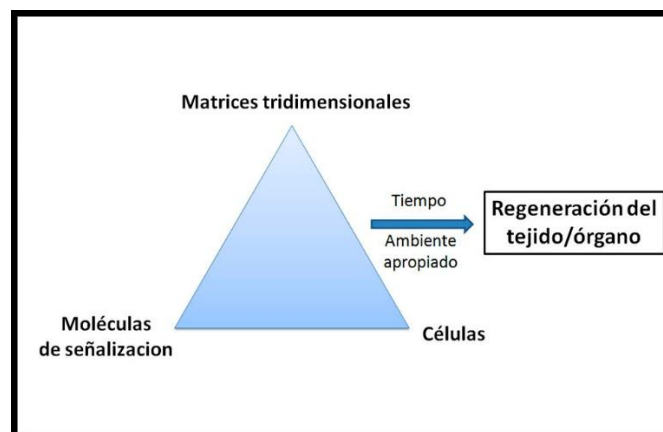 Matrices tridimensionales
Tiempo
Ambiente
apropiado
Regeneración del
tejido/órgano
Moléculas
de señalizacion
Células